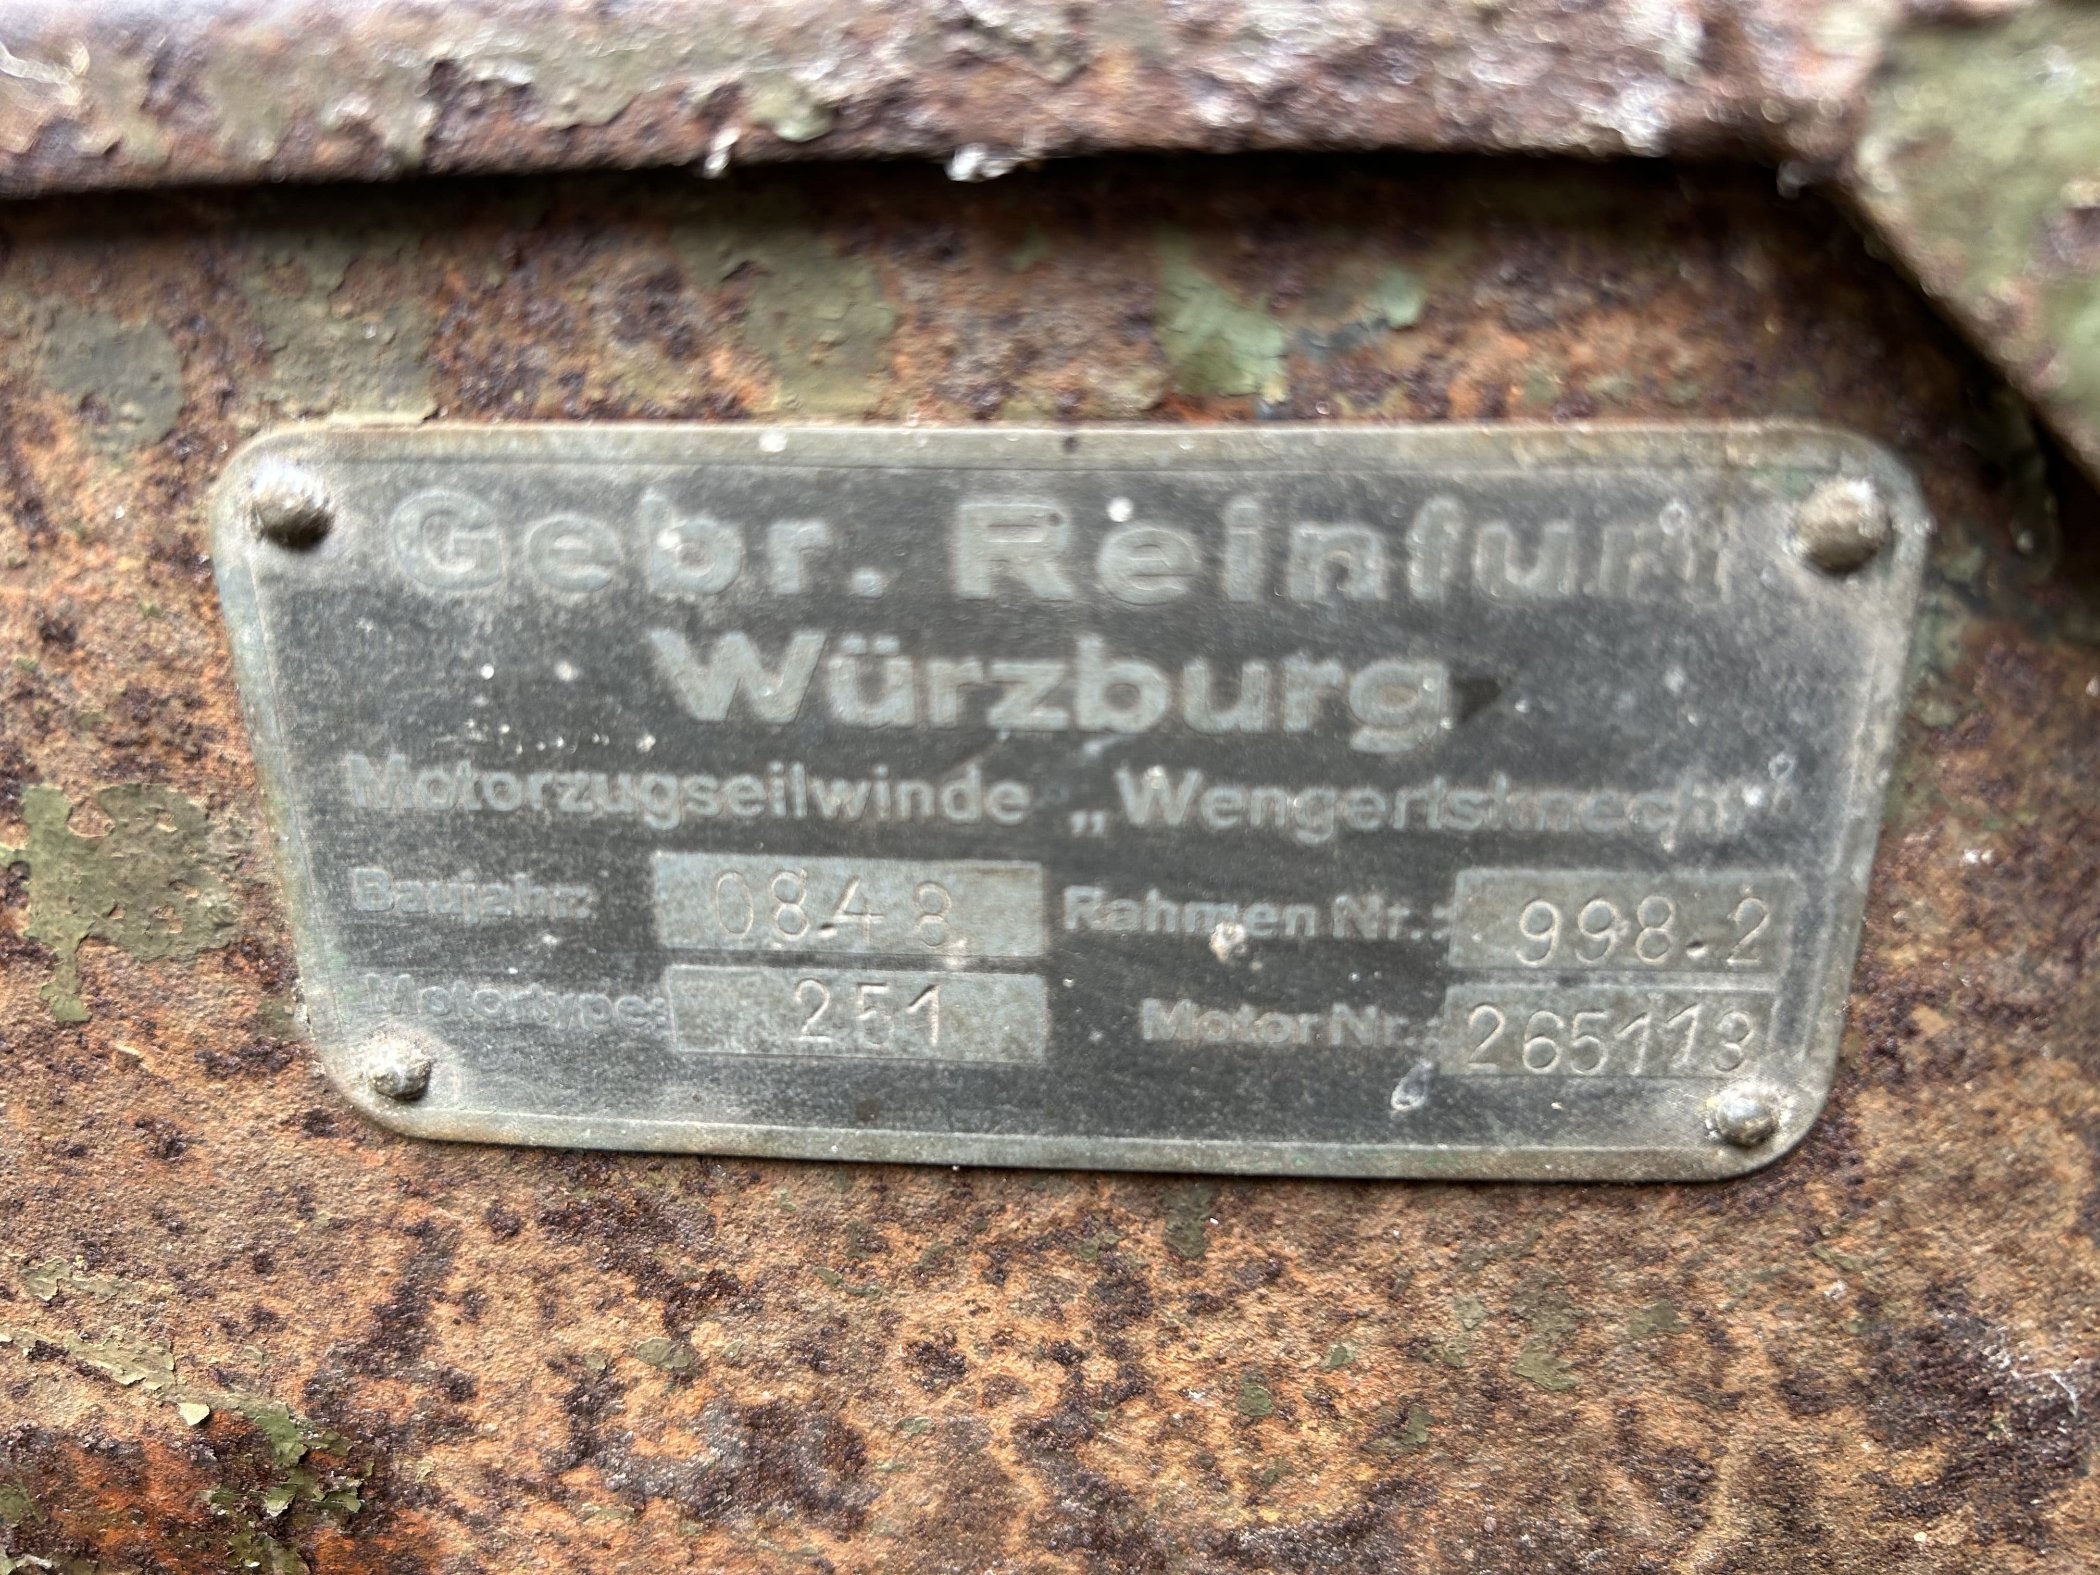 Gebr. Reinfurt
Würzburg
Motorzugseilwinde „Wengertsknecht“
Baujahr: 0848 Rahmen Nr.: 998.2
Motortype: 251 Motor Nr.: 265113